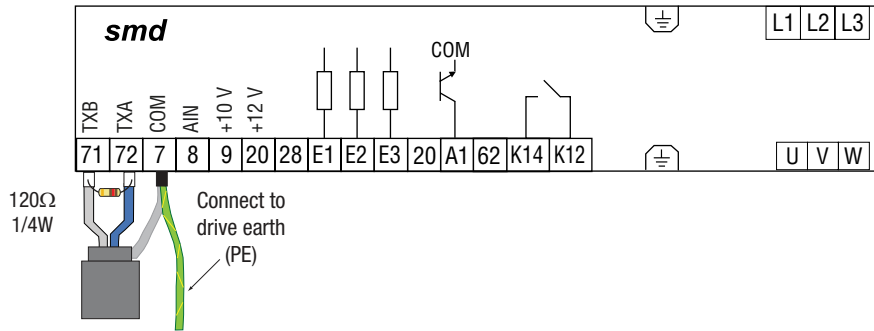 smd
L1 L2 L3
COM
TXB TXA COM AIN +10 V +12 V
71 72 7 8 9 20 28 E1 E2 E3 20 A1 62 K14 K12
U V W
120Ω
1/4W
Connect to
drive earth
(PE)